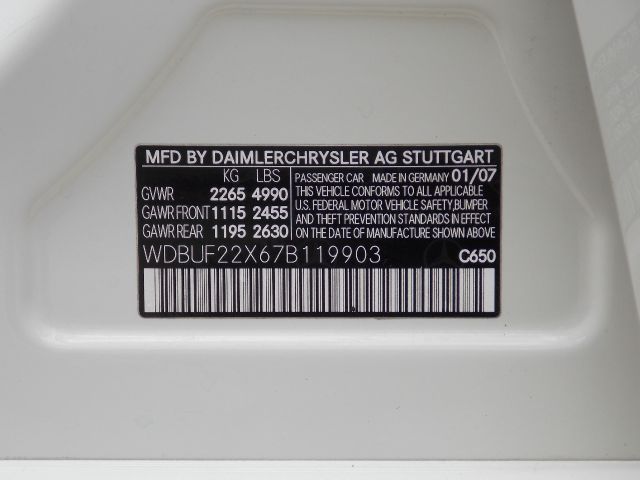 MFD BY DAIMLERCHRYSLER AG STUTTGART
KG LBS PASSENGER CAR MADE IN GERMANY 01/07
GVWR 2265 4990 THIS VEHICLE CONFORMS TO ALL APPLICABLE
GAWR FRONT 1115 2455 U.S. FEDERAL MOTOR VEHICLE SAFETY,BUMPER
AND THEFT PREVENTION STANDARDS IN EFFECT
GAWR REAR 1195 2630 ON THE DATE OF MANUFACTURE SHOWN ABOVE.
WDBUF22X67B119903 C650